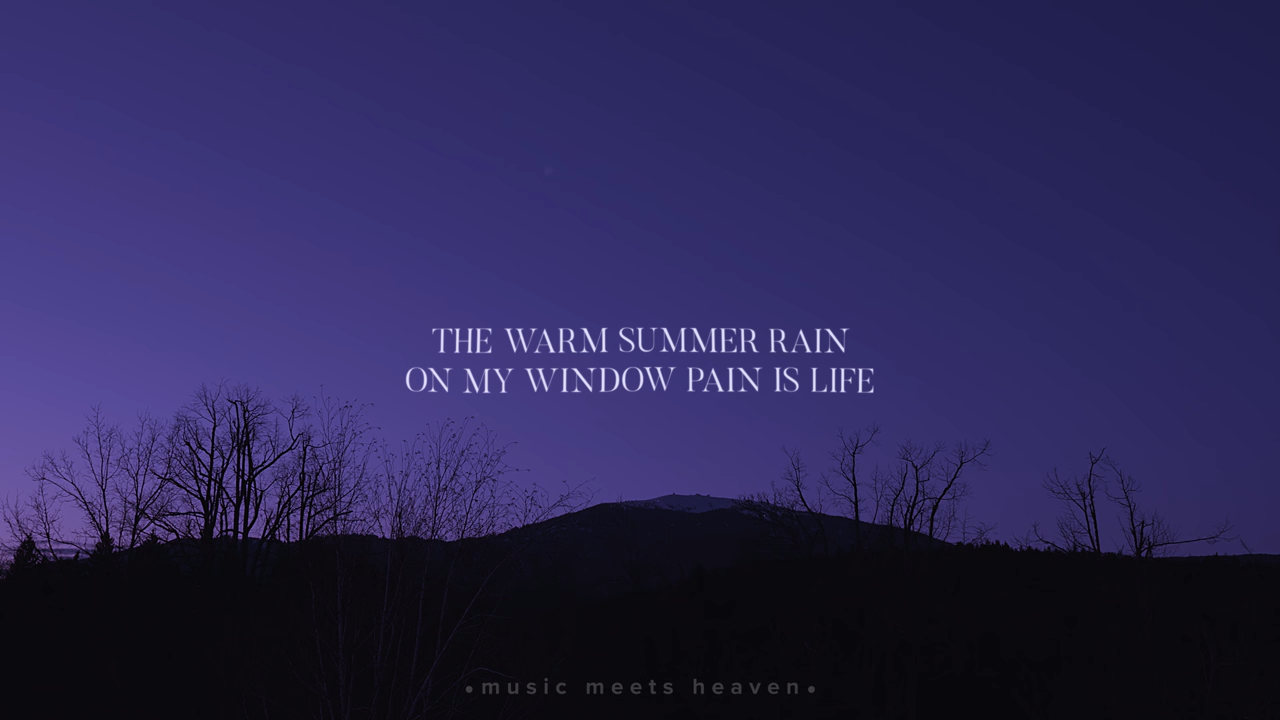 THE WARM SUMMER RAIN
ON MY WINDOW PAIN IS LIFE
•music meets heaven•